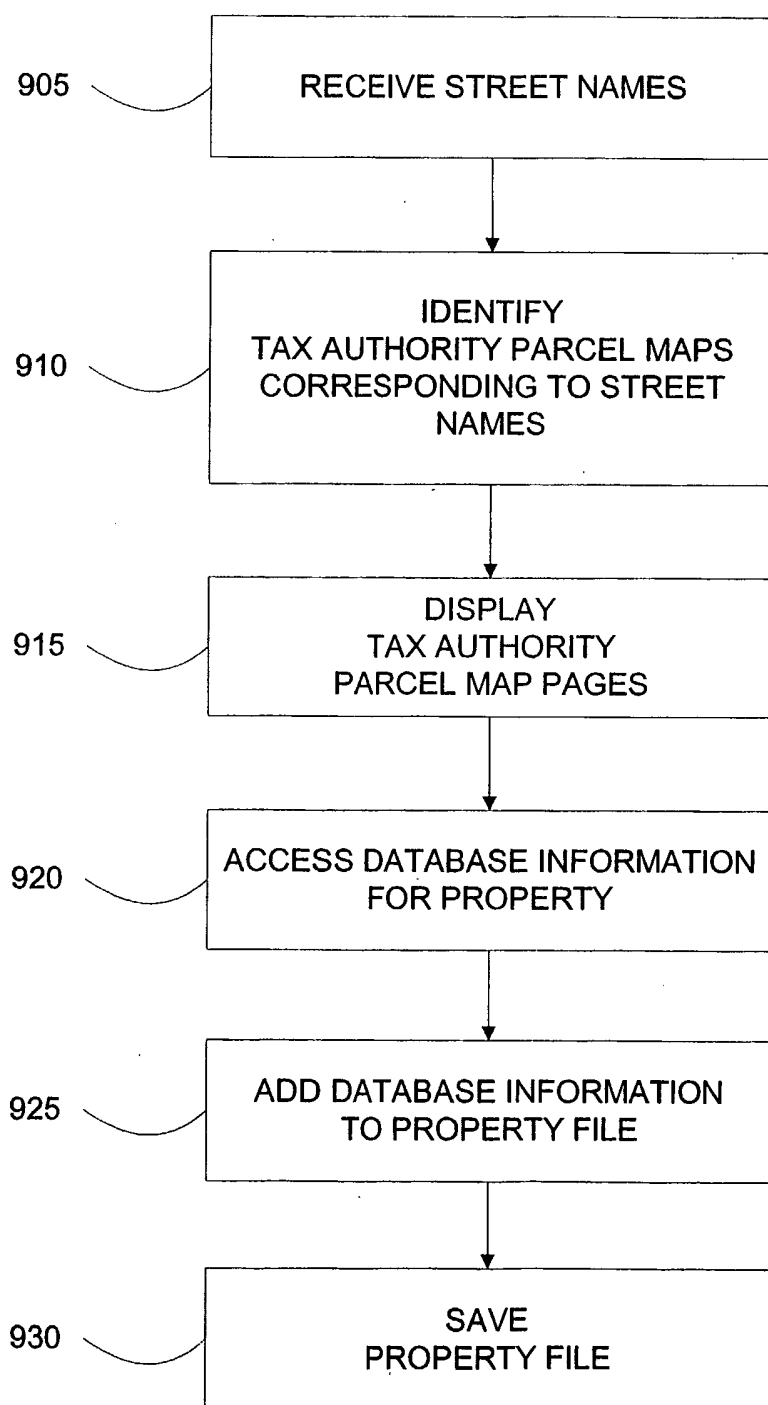 905
RECEIVE STREET NAMES
910
IDENTIFY
TAX AUTHORITY PARCEL MAPS
CORRESPONDING TO STREET
NAMES
915
DISPLAY
TAX AUTHORITY
PARCEL MAP PAGES
920
ACCESS DATABASE INFORMATION
FOR PROPERTY
925
ADD DATABASE INFORMATION
TO PROPERTY FILE
930
SAVE
PROPERTY FILE